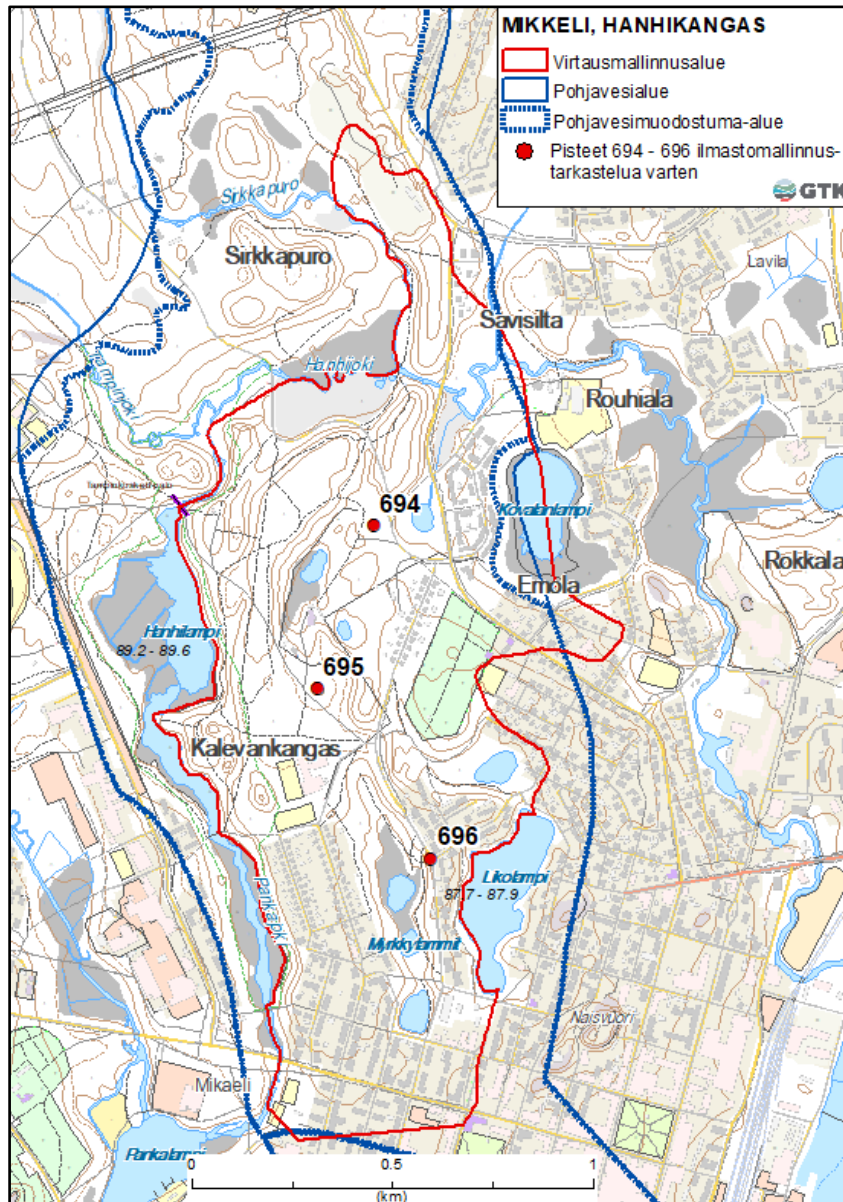 MIKKELI, HANHIKANGAS
Virtausmallinnusalue
Pohjavesialue
Pohjavesimuodostuma-alue
Pisteet 694 - 696 ilmastomallinnus-
tarkastelua varten
GTK
Sirkkapuro
Sirkkapuro
Lavila
Savisilta
Hanhijoki
Rouhiala
694
Kovalanlampi
Rokkala
Emola
Hanhilampi
89.2 - 89.6
695
Kalevankangas
696
Likolampi
87.7 - 87.9
Myrkkylammit
Naisvuori
Mikaeli
Pankalampi
0 0.5 1
(km)